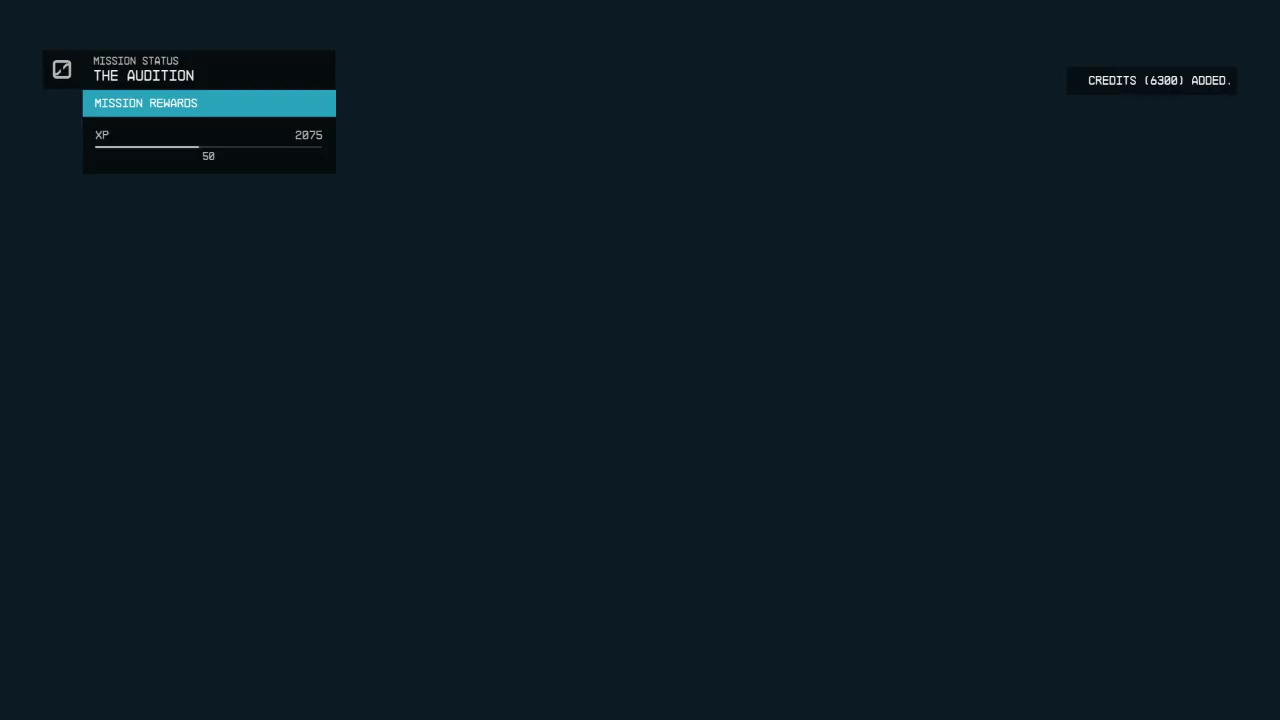 MISSION STATUS
THE AUDITION
MISSION REWARDS
XP 2075
50
CREDITS (6300) ADDED.